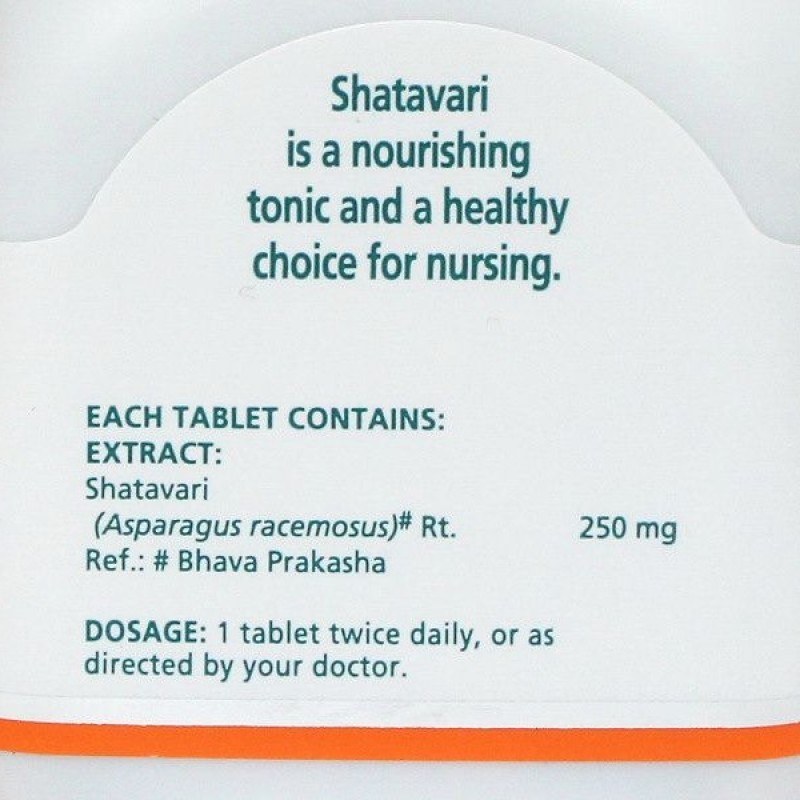 Shatavari
is a nourishing
tonic and a healthy
choice for nursing.
EACH TABLET CONTAINS:
EXTRACT:
Shatavari
(Asparagus racemosus)# Rt. 250 mg
Ref.: # Bhava Prakasha
DOSAGE: 1 tablet twice daily, or as
directed by your doctor.